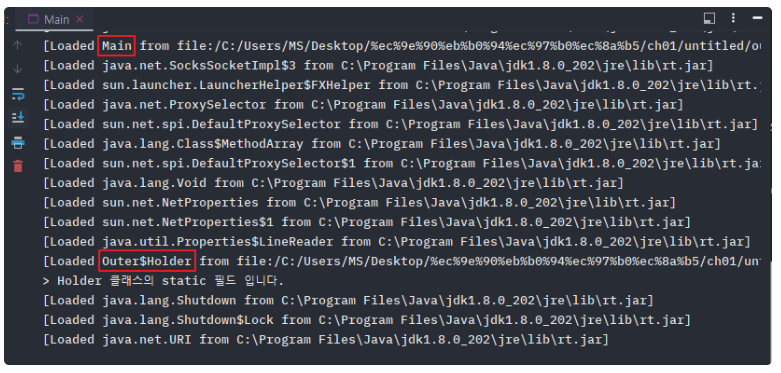 Main ×
[Loaded Main from file:/C:/Users/MS/Desktop/%ec%9e%90%eb%b0%94%ec%97%b0%ec%8a%b5/ch01/untitled/ou
[Loaded java.net.SocksSocketImpl$3 from C:\Program Files\Java\jdk1.8.0_202\jre\lib\rt.jar]
[Loaded sun.launcher.LauncherHelper$FXHelper from C:\Program Files\Java\jdk1.8.0_202\jre\lib\rt.j
[Loaded java.net.ProxySelector from C:\Program Files\Java\jdk1.8.0_202\jre\lib\rt.jar]
[Loaded sun.net.spi.DefaultProxySelector from C:\Program Files\Java\jdk1.8.0_202\jre\lib\rt.jar]
[Loaded java.lang.Class$MethodArray from C:\Program Files\Java\jdk1.8.0_202\jre\lib\rt.jar]
[Loaded sun.net.spi.DefaultProxySelector$1 from C:\Program Files\Java\jdk1.8.0_202\jre\lib\rt.ja
[Loaded java.lang.Void from C:\Program Files\Java\jdk1.8.0_202\jre\lib\rt.jar]
[Loaded sun.net.NetProperties from C:\Program Files\Java\jdk1.8.0_202\jre\lib\rt.jar]
[Loaded sun.net.NetProperties$1 from C:\Program Files\Java\jdk1.8.0_202\jre\lib\rt.jar]
[Loaded java.util.Properties$LineReader from C:\Program Files\Java\jdk1.8.0_202\jre\lib\rt.jar]
[Loaded Outer$Holder from file:/C:/Users/MS/Desktop/%ec%9e%90%eb%b0%94%ec%97%b0%ec%8a%b5/ch01/un
> Holder 클래스의 static 필드 입니다.
[Loaded java.lang.Shutdown from C:\Program Files\Java\jdk1.8.0_202\jre\lib\rt.jar]
[Loaded java.lang.Shutdown$Lock from C:\Program Files\Java\jdk1.8.0_202\jre\lib\rt.jar]
[Loaded java.net.URI from C:\Program Files\Java\jdk1.8.0_202\jre\lib\rt.jar]